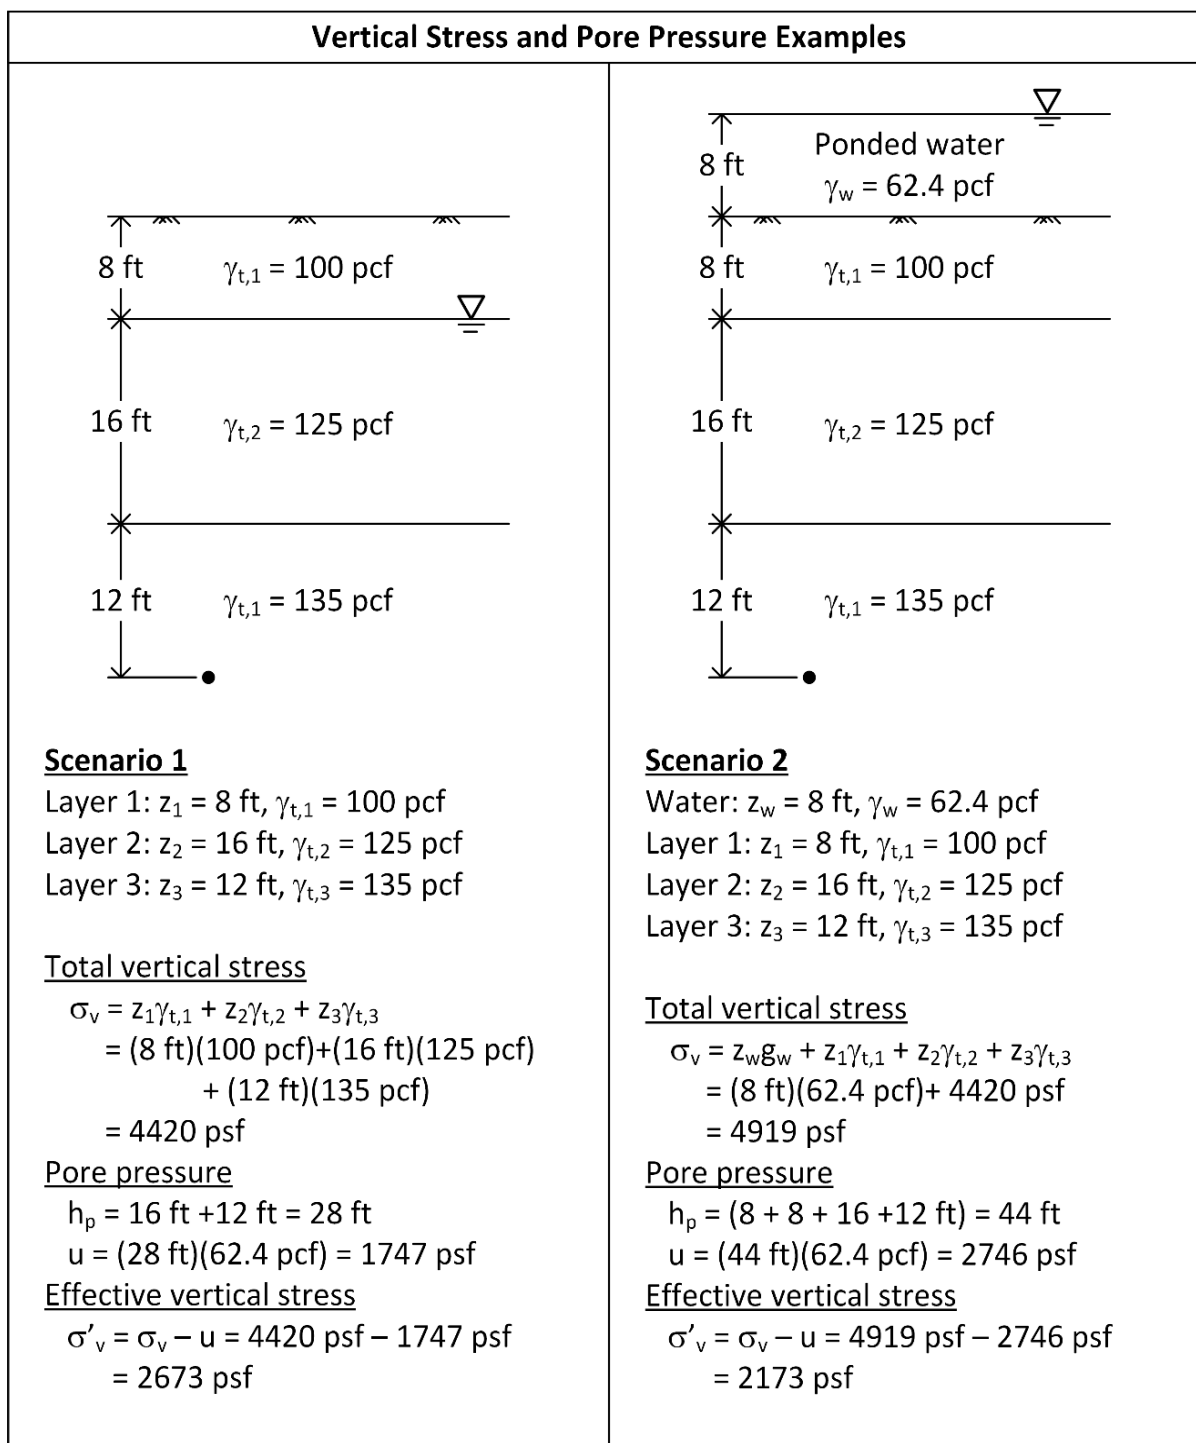 Vertical Stress and Pore Pressure Examples
8 ft
γt,1 = 100 pcf
16 ft
γt,2 = 125 pcf
12 ft
γt,1 = 135 pcf
Scenario 1
Layer 1: z1 = 8 ft, γt,1 = 100 pcf
Layer 2: z2 = 16 ft, γt,2 = 125 pcf
Layer 3: z3 = 12 ft, γt,3 = 135 pcf
Total vertical stress
σv = z1γt,1 + z2γt,2 + z3γt,3
= (8 ft)(100 pcf)+(16 ft)(125 pcf)
+ (12 ft)(135 pcf)
= 4420 psf
Pore pressure
hp = 16 ft +12 ft = 28 ft
u = (28 ft)(62.4 pcf) = 1747 psf
Effective vertical stress
σ'v = σv – u = 4420 psf – 1747 psf
= 2673 psf
Ponded water
8 ft
γw = 62.4 pcf
8 ft
γt,1 = 100 pcf
16 ft
γt,2 = 125 pcf
12 ft
γt,1 = 135 pcf
Scenario 2
Water: zw = 8 ft, γw = 62.4 pcf
Layer 1: z1 = 8 ft, γt,1 = 100 pcf
Layer 2: z2 = 16 ft, γt,2 = 125 pcf
Layer 3: z3 = 12 ft, γt,3 = 135 pcf
Total vertical stress
σv = zwgw + z1γt,1 + z2γt,2 + z3γt,3
= (8 ft)(62.4 pcf)+ 4420 psf
= 4919 psf
Pore pressure
hp = (8 + 8 + 16 +12 ft) = 44 ft
u = (44 ft)(62.4 pcf) = 2746 psf
Effective vertical stress
σ'v = σv – u = 4919 psf – 2746 psf
= 2173 psf